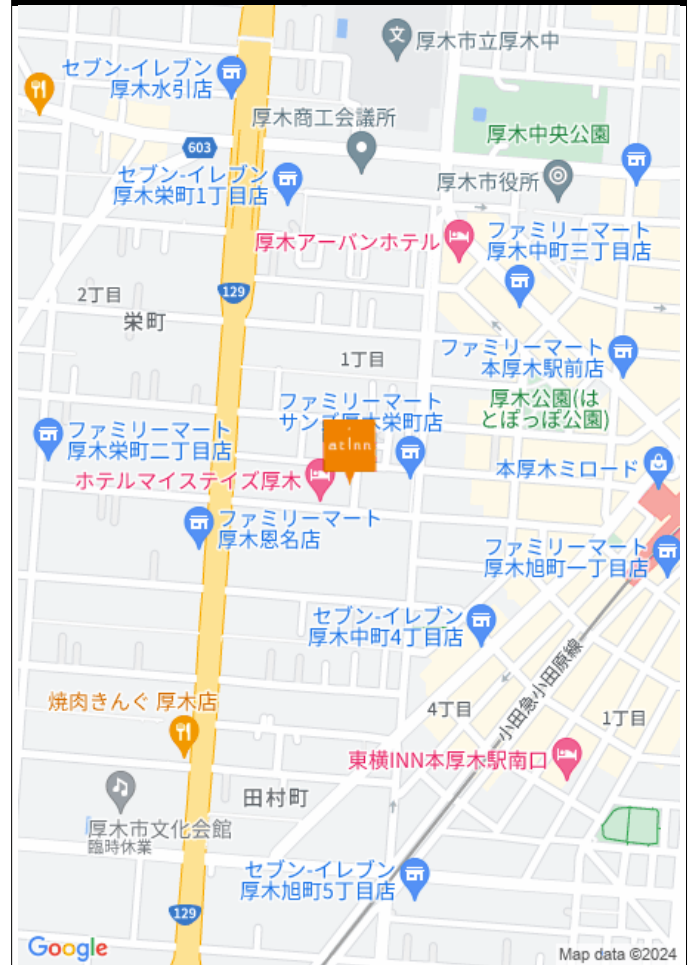 厚木市立厚木中
セブン-イレブン
厚木水引店
厚木商工会議所
厚木中央公園
603
セブン-イレブン
厚木栄町1丁目店
厚木市役所
厚木アーバンホテル
ファミリーマート
厚木中町三丁目店
2丁目
129
栄町
1丁目
ファミリーマート
本厚木駅前店
ファミリーマート
サンズ厚木栄町店
厚木公園(は
とぽっぽ公園)
ファミリーマート
厚木栄町二丁目店
at inn
本厚木ミロード
ホテルマイステイズ厚木
ファミリーマート
厚木恩名店
ファミリーマート
厚木旭町一丁目店
セブン-イレブン
厚木中町4丁目店
小田急小田原線
焼肉きんぐ 厚木店
4丁目
1丁目
東横INN本厚木駅南口
田村町
厚木市文化会館
臨時休業
セブン-イレブン
厚木旭町5丁目店
129
Google
Map data ©2024